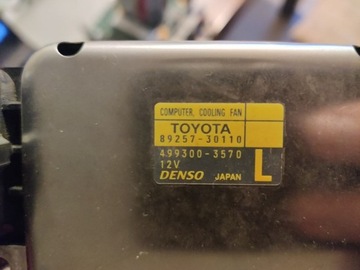 COMPUTER, COOLING FAN
TOYOTA
89257-30110
499300-3570
12V
DENSO JAPAN L